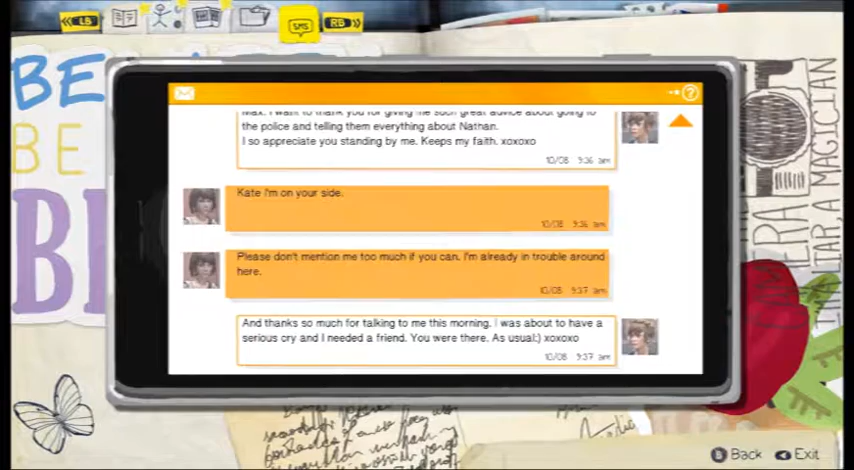 LS
SMS
RB
?
Max. I want to thank you for giving me such great advice about going to
the police and telling them everything about Nathan.
I so appreciate you standing by me. Keeps my faith. xoxoxo
10/08 9:36 am
Kate I'm on your side.
10/08 9:36 am
Please don't mention me too much if you can. I'm already in trouble around
here.
10/08 9:37 am
And thanks so much for talking to me this morning. I was about to have a
serious cry and I needed a friend. You were there. As usual:) xoxoxo
10/08 9:37 am
BE
BE
B
ERA
LIAR, A MAGICIAN
Back
Exit